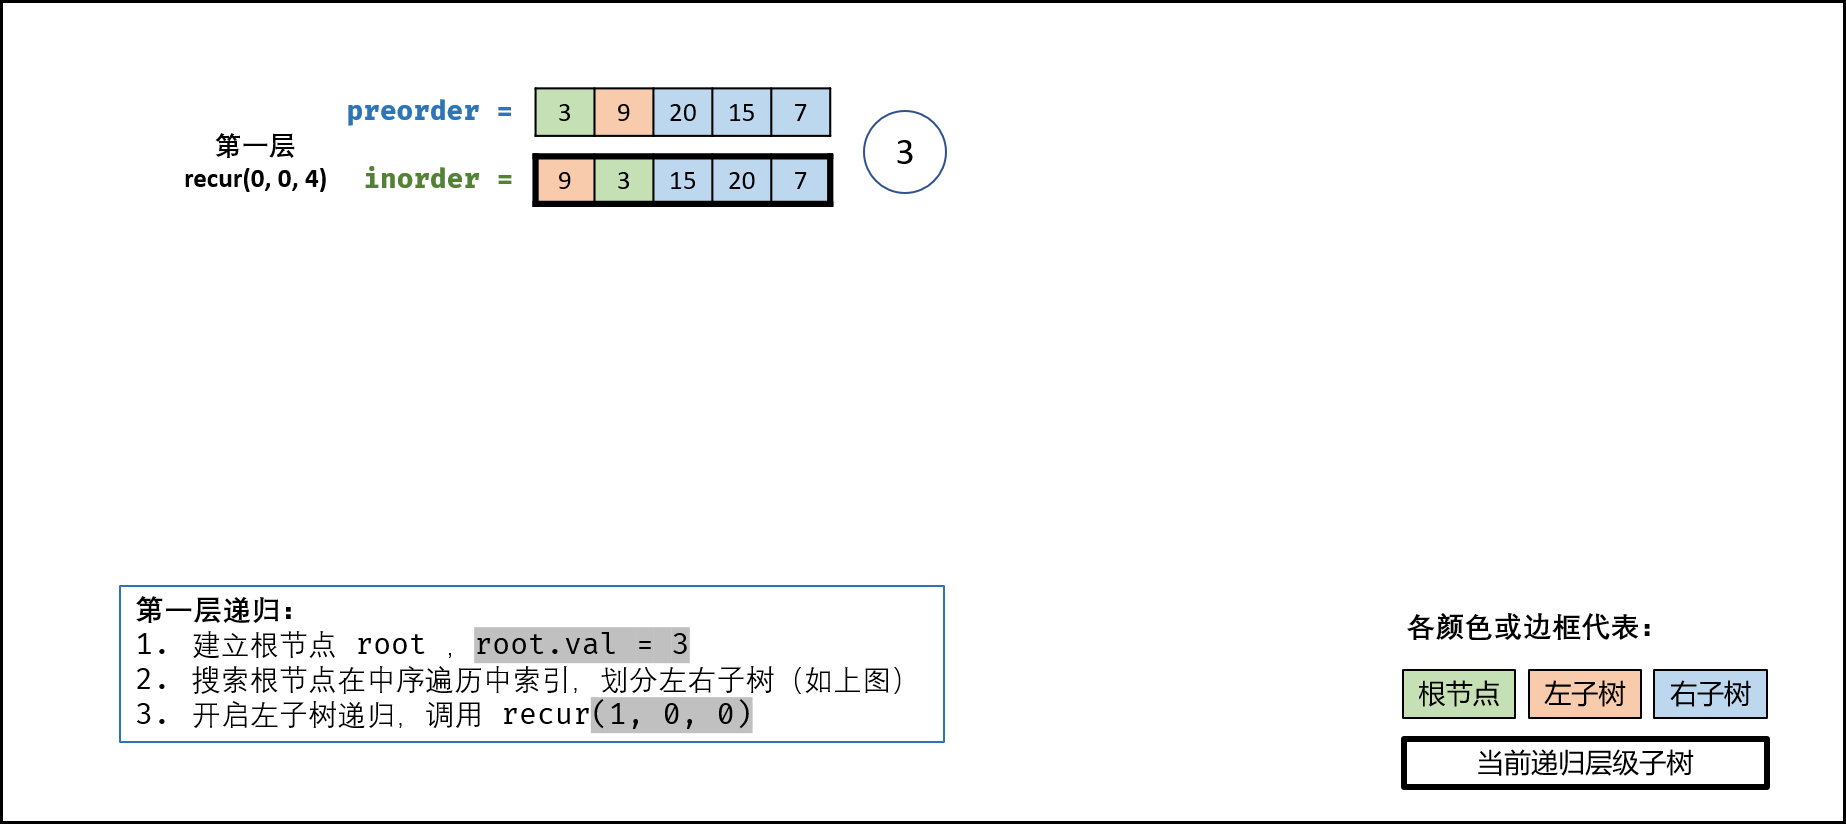 preorder = 3 9 20 15 7
第一层
recur(0, 0, 4)
inorder = 9 3 15 20 7
3
第一层递归:
1. 建立根节点 root ，root.val = 3
2. 搜索根节点在中序遍历中索引，划分左右子树（如上图）
3. 开启左子树递归，调用 recur(1, 0, 0)
各颜色或边框代表:
根节点 左子树 右子树
当前递归层级子树